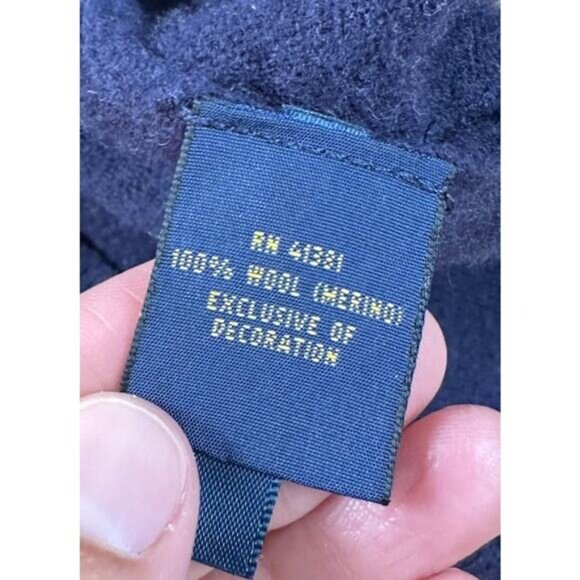 RN 41381
100% WOOL (MERINO)
EXCLUSIVE OF
DECORATION